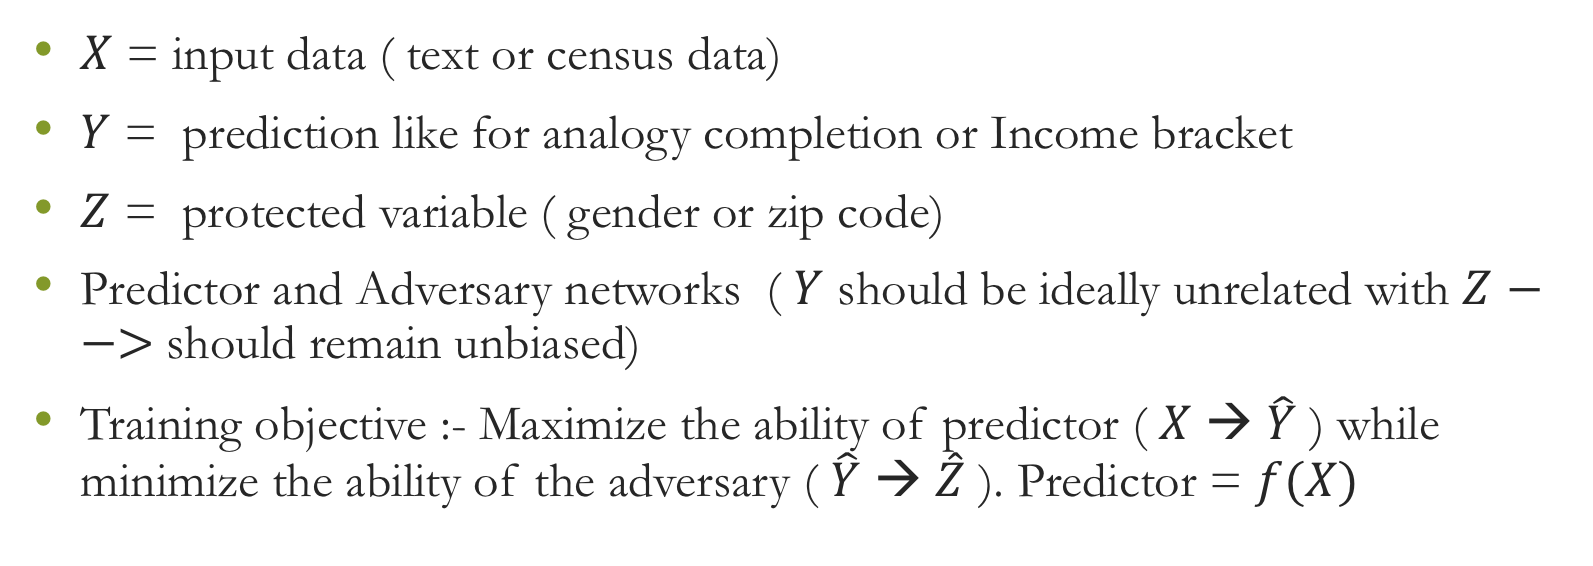 • X = input data ( text or census data)
• Y =  prediction like for analogy completion or Income bracket
• Z =  protected variable ( gender or zip code)
• Predictor and Adversary networks  ( Y should be ideally unrelated with Z −
−> should remain unbiased)
• Training objective :- Maximize the ability of predictor ( X → Ŷ ) while
minimize the ability of the adversary ( Ŷ → Ẑ ). Predictor = f(X)